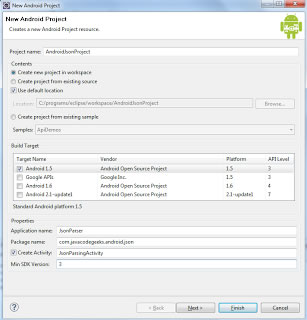 New Android Project
New Android Project
Creates a new Android Project resource.
Project name: AndroidJsonProject
Contents
Create new project in workspace
Create project from existing source
Use default location
Location: C:/programs/eclipse/workspace/AndroidJsonProject Browse...
Create project from existing sample
Samples: ApiDemos
Build Target
Target Name Vendor Platform API Level
Android 1.5 Android Open Source Project 1.5 3
Google APIs Google Inc. 1.5 3
Android 1.6 Android Open Source Project 1.6 4
Android 2.1-update1 Android Open Source Project 2.1-update1 7
Standard Android platform 1.5
Properties
Application name: JsonParser
Package name: com.javacodegeeks.android.json
Create Activity: JsonParsingActivity
Min SDK Version: 3
? < Back Next > Finish Cancel